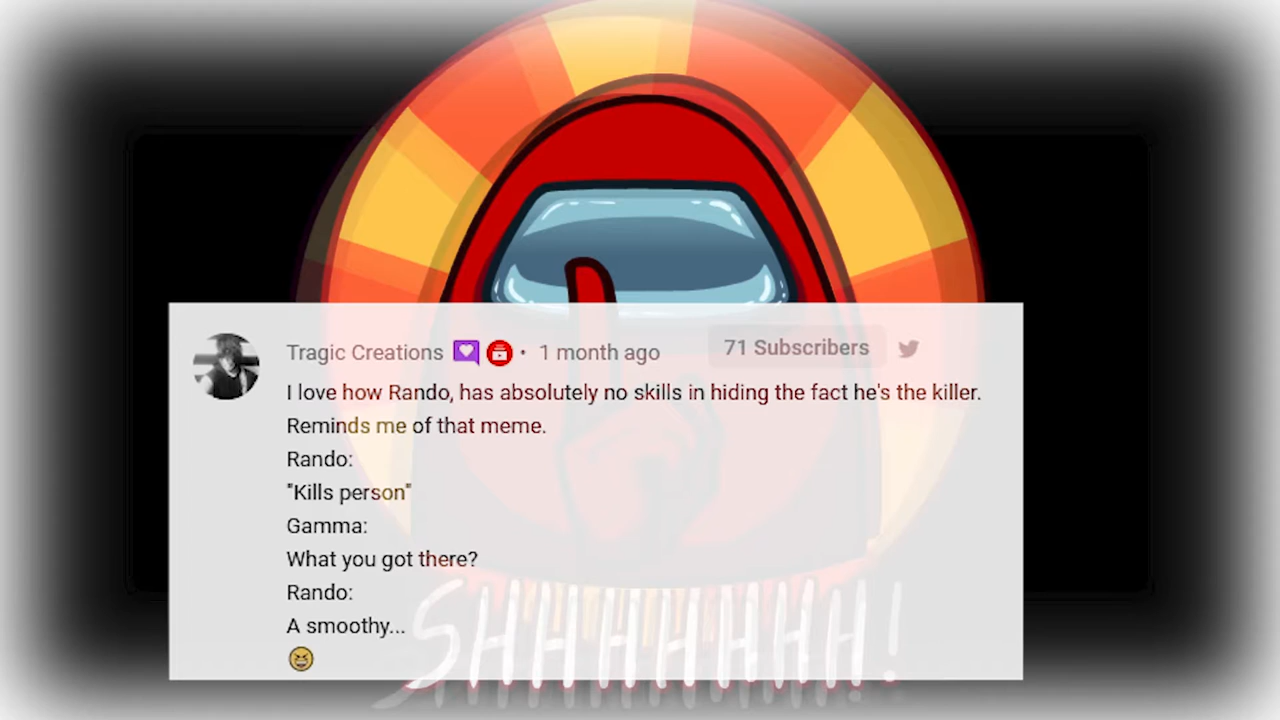 Tragic Creations • 1 month ago 71 Subscribers
I love how Rando, has absolutely no skills in hiding the fact he's the killer.
Reminds me of that meme.
Rando:
"Kills person"
Gamma:
What you got there?
Rando:
A smoothy...
😆
SHHHHHHH!